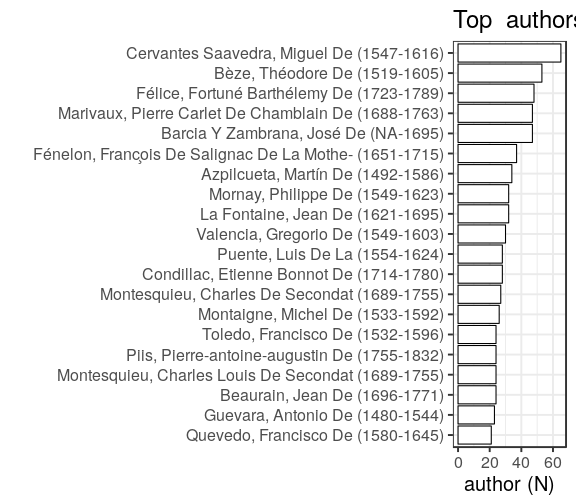 Top authors
Cervantes Saavedra, Miguel De (1547-1616)
Bèze, Théodore De (1519-1605)
Félice, Fortuné Barthélemy De (1723-1789)
Marivaux, Pierre Carlet De Chamblain De (1688-1763)
Barcia Y Zambrana, José De (NA-1695)
Fénelon, François De Salignac De La Mothe- (1651-1715)
Azpilcueta, Martín De (1492-1586)
Mornay, Philippe De (1549-1623)
La Fontaine, Jean De (1621-1695)
Valencia, Gregorio De (1549-1603)
Puente, Luis De La (1554-1624)
Condillac, Etienne Bonnot De (1714-1780)
Montesquieu, Charles De Secondat (1689-1755)
Montaigne, Michel De (1533-1592)
Toledo, Francisco De (1532-1596)
Piis, Pierre-antoine-augustin De (1755-1832)
Montesquieu, Charles Louis De Secondat (1689-1755)
Beaurain, Jean De (1696-1771)
Guevara, Antonio De (1480-1544)
Quevedo, Francisco De (1580-1645)
0 20 40 60
author (N)